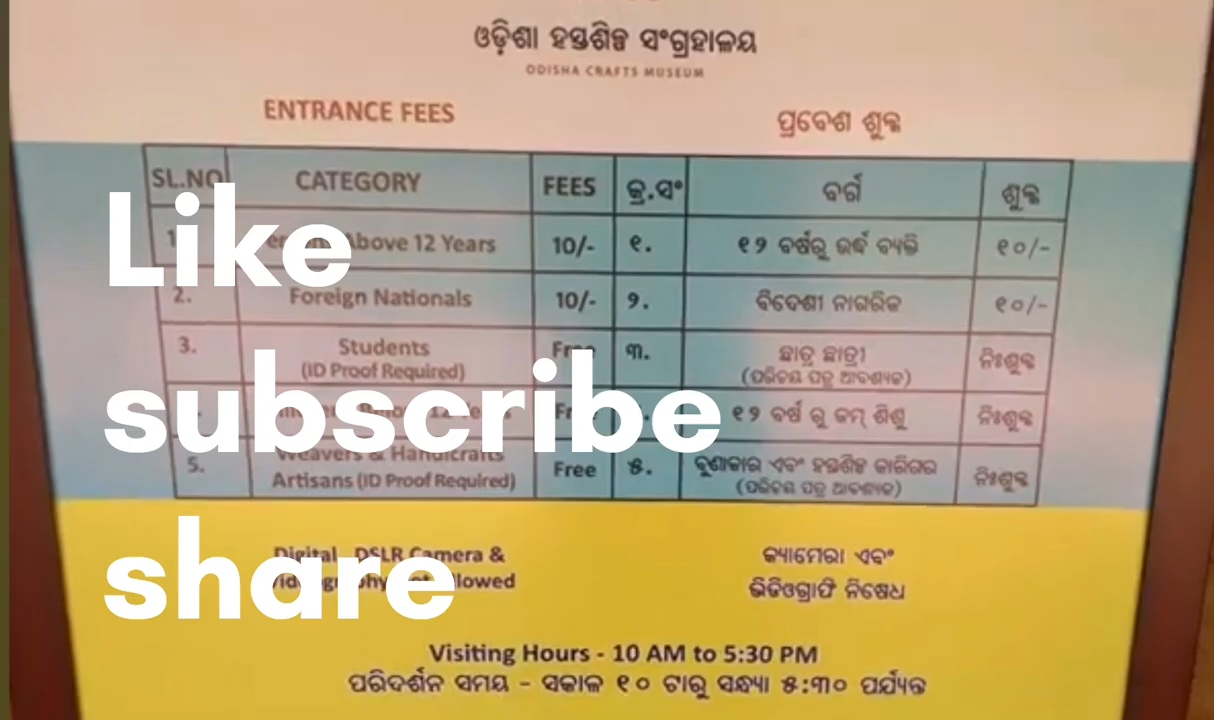 ଓଡ଼ିଶା ହସ୍ତଶିଳ୍ପ ସଂଗ୍ରହାଳୟ
ODISHA CRAFTS MUSEUM
ENTRANCE FEES ପ୍ରବେଶ ଶୁଳ୍କ
SL.NO CATEGORY FEES କ୍ର.ସଂ ବର୍ଗ ଶୁଳ୍କ
Above 12 Years 10/- ୧. ୧୨ ବର୍ଷରୁ ଉର୍ଦ୍ଧ ବ୍ୟକ୍ତି ୧୦/-
2. Foreign Nationals 10/- ୨. ବିଦେଶୀ ନାଗରିକ ୧୦/-
3. Students Free ୩. ଛାତ୍ର ଛାତ୍ରୀ ନିଃଶୁଳ୍କ
(ID Proof Required) (ପରିଚୟ ପତ୍ର ଆବଶ୍ୟକ)
୧୨ ବର୍ଷ ରୁ କମ୍ ଶିଶୁ ନିଃଶୁଳ୍କ
5. Weavers & Handicrafts Free ୫. ବୁଣାକାର ଏବଂ ହସ୍ତଶିଳ୍ପ କାରିଗର ନିଃଶୁଳ୍କ
Artisans (ID Proof Required) (ପରିଚୟ ପତ୍ର ଆବଶ୍ୟକ)
Like
subscribe
share
Digital DSLR Camera & କ୍ୟାମେରା ଏବଂ
ଭିଡିଓଗ୍ରାଫି ନିଷେଧ
Visiting Hours - 10 AM to 5:30 PM
ପରିଦର୍ଶନ ସମୟ - ସକାଳ ୧୦ ଟାରୁ ସନ୍ଧ୍ୟା ୫:୩୦ ପର୍ଯ୍ୟନ୍ତ